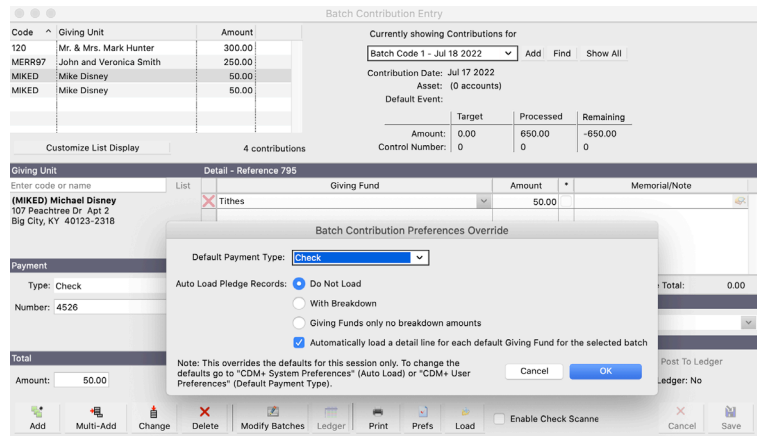 Batch Contribution Entry
Code Giving Unit Amount
120 Mr. & Mrs. Mark Hunter 300.00
MERR97 John and Veronica Smith 250.00
MIKED Mike Disney 50.00
MIKED Mike Disney 50.00
Customize List Display 4 contributions
Currently showing Contributions for
Batch Code 1 - Jul 18 2022 Add Find Show All
Contribution Date: Jul 17 2022
Asset: (0 accounts)
Default Event:
Target Processed Remaining
Amount: 0.00 650.00 -650.00
Control Number: 0 0 0
Giving Unit Detail - Reference 795
Enter code or name List Giving Fund Amount * Memorial/Note
(MIKED) Michael Disney Tithes 50.00
107 Peachtree Dr Apt 2
Big City, KY 40123-2318
Batch Contribution Preferences Override
Default Payment Type: Check
Auto Load Pledge Records: Do Not Load
With Breakdown
Giving Funds only no breakdown amounts
Automatically load a detail line for each default Giving Fund for the selected batch
Note: This overrides the defaults for this session only. To change the
defaults go to "CDM+ System Preferences" (Auto Load) or "CDM+ User
Preferences" (Default Payment Type).
Cancel OK
Payment
Type: Check Total: 0.00
Number: 4526
Total Post To Ledger
Amount: 50.00 Ledger: No
Add Multi-Add Change Delete Modify Batches Ledger Print Prefs Load Enable Check Scanne Cancel Save